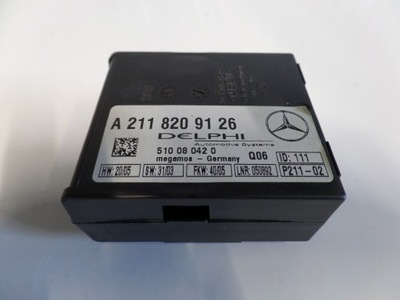 A 211 820 91 26
DELPHI
Automotive Systems
510 08 042 0
megamos - Germany Q06 ID: 111
HW: 20/05 SW: 31/03 FKW: 40/05 LNR: 050892 P211-02